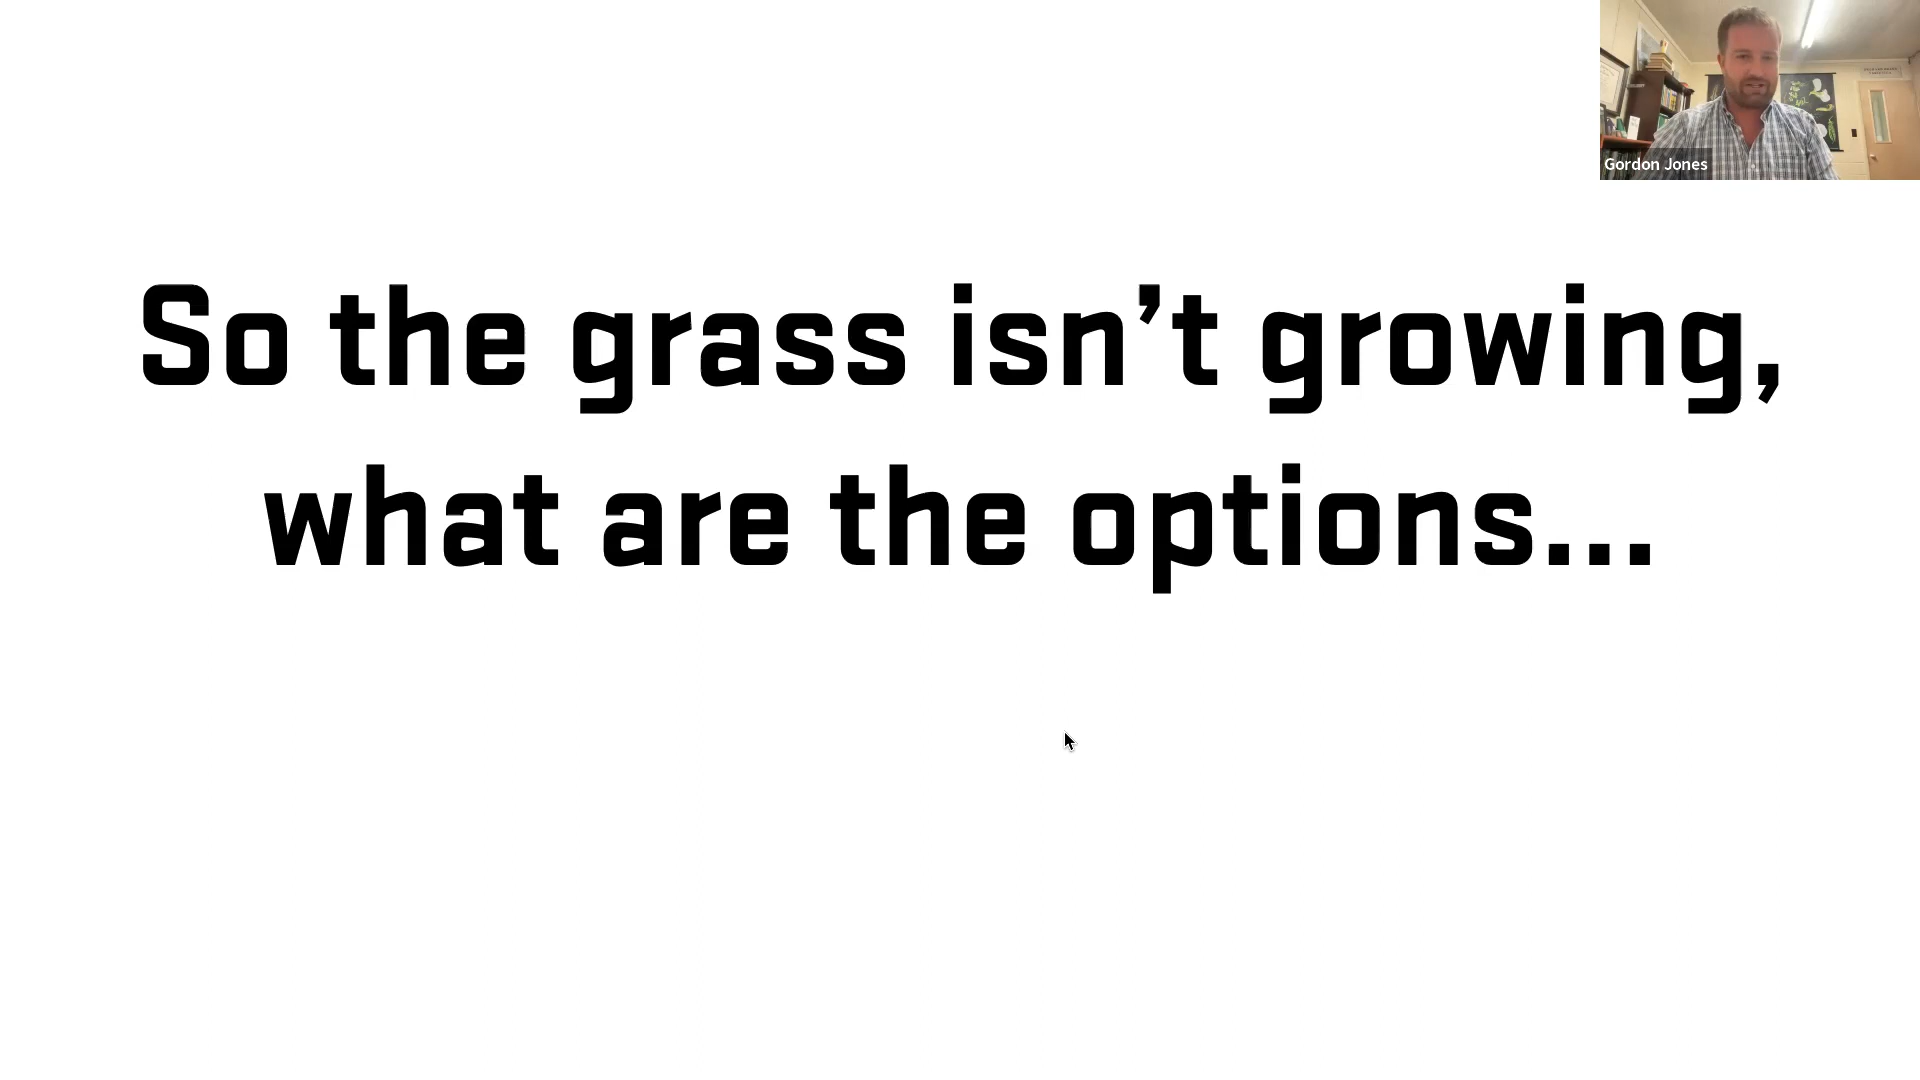 So the grass isn’t growing,
what are the options...
Gordon Jones